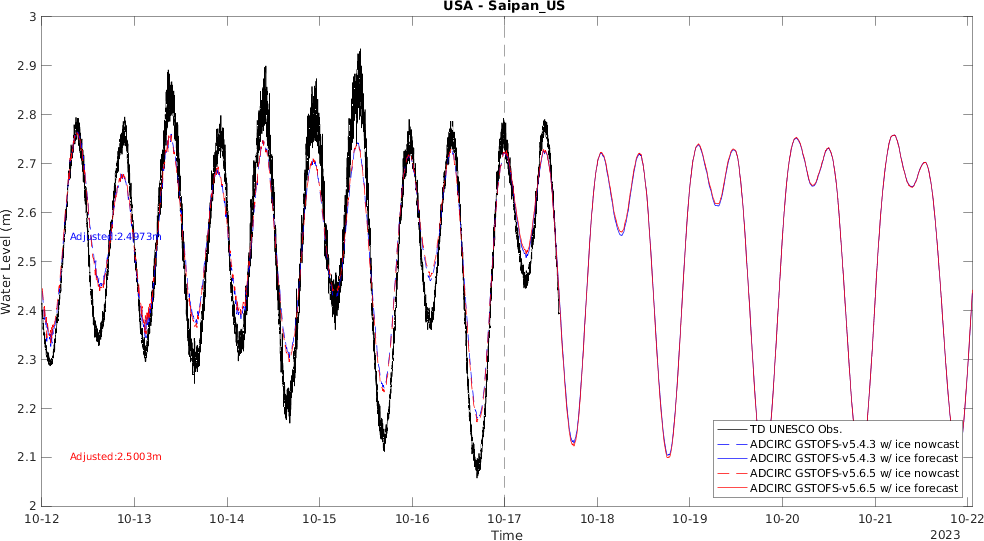 USA - Saipan_US
Water Level (m)
3
2.9
2.8
2.7
2.6
2.5
2.4
2.3
2.2
2.1
2
Adjusted:2.4973m
Adjusted:2.5003m
TD UNESCO Obs.
ADCIRC GSTOFS-v5.4.3 w/ ice nowcast
ADCIRC GSTOFS-v5.4.3 w/ ice forecast
ADCIRC GSTOFS-v5.6.5 w/ ice nowcast
ADCIRC GSTOFS-v5.6.5 w/ ice forecast
10-12 10-13 10-14 10-15 10-16 10-17 10-18 10-19 10-20 10-21 10-22
Time
2023